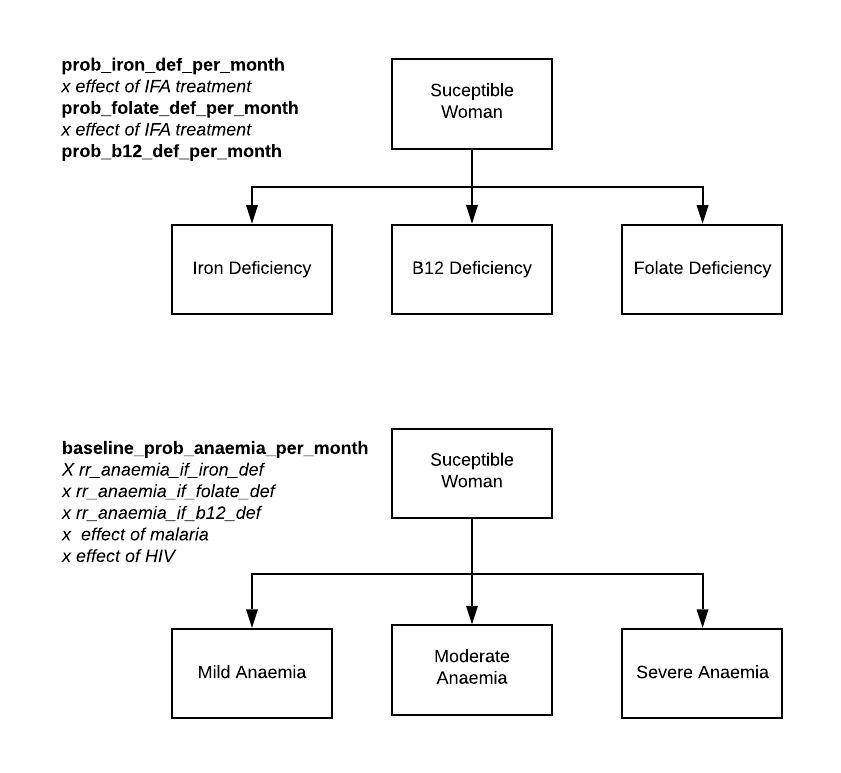 prob_iron_def_per_month
x effect of IFA treatment
prob_folate_def_per_month
x effect of IFA treatment
prob_b12_def_per_month
Suceptible
Woman
Iron Deficiency
B12 Deficiency
Folate Deficiency
baseline_prob_anaemia_per_month
X rr_anaemia_if_iron_def
x rr_anaemia_if_folate_def
x rr_anaemia_if_b12_def
x  effect of malaria
x effect of HIV
Suceptible
Woman
Mild Anaemia
Moderate
Anaemia
Severe Anaemia